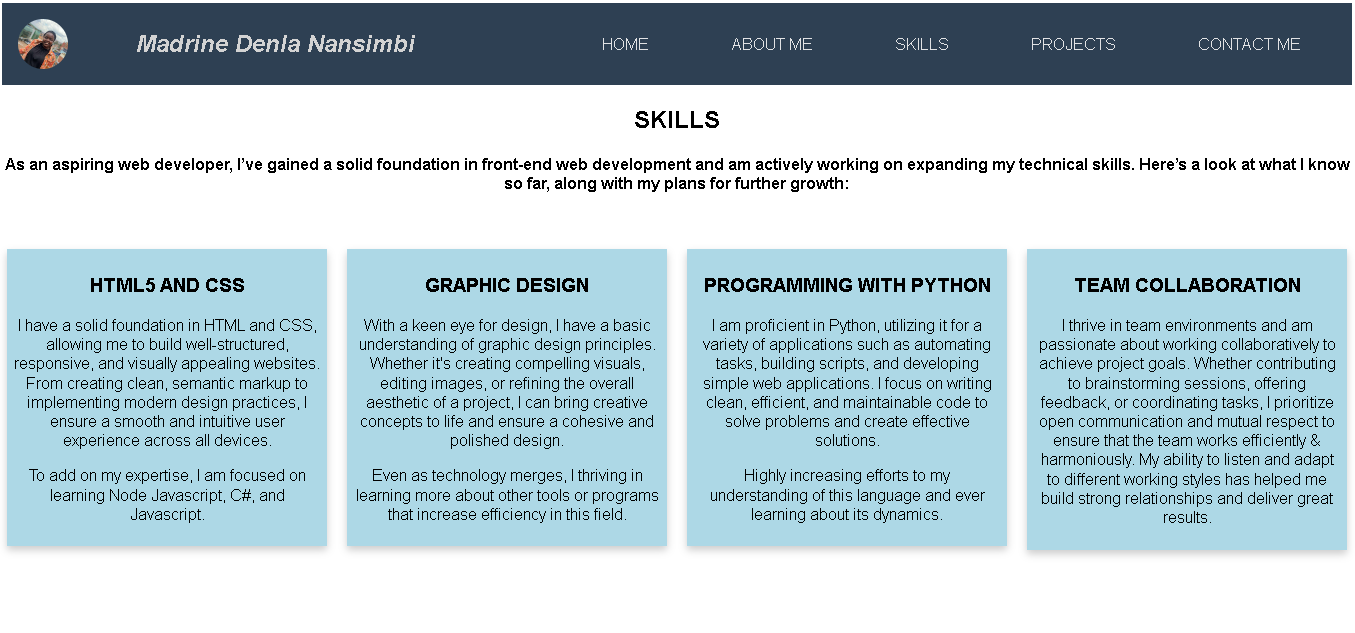 Madrine Denla Nansimbi
HOME
ABOUT ME
SKILLS
PROJECTS
CONTACT ME
SKILLS
As an aspiring web developer, I’ve gained a solid foundation in front-end web development and am actively working on expanding my technical skills. Here’s a look at what I know
so far, along with my plans for further growth:
HTML5 AND CSS
I have a solid foundation in HTML and CSS,
allowing me to build well-structured,
responsive, and visually appealing websites.
From creating clean, semantic markup to
implementing modern design practices, I
ensure a smooth and intuitive user
experience across all devices.
To add on my expertise, I am focused on
learning Node Javascript, C#, and
Javascript.
GRAPHIC DESIGN
With a keen eye for design, I have a basic
understanding of graphic design principles.
Whether it's creating compelling visuals,
editing images, or refining the overall
aesthetic of a project, I can bring creative
concepts to life and ensure a cohesive and
polished design.
Even as technology merges, I thriving in
learning more about other tools or programs
that increase efficiency in this field.
PROGRAMMING WITH PYTHON
I am proficient in Python, utilizing it for a
variety of applications such as automating
tasks, building scripts, and developing
simple web applications. I focus on writing
clean, efficient, and maintainable code to
solve problems and create effective
solutions.
Highly increasing efforts to my
understanding of this language and ever
learning about its dynamics.
TEAM COLLABORATION
I thrive in team environments and am
passionate about working collaboratively to
achieve project goals. Whether contributing
to brainstorming sessions, offering
feedback, or coordinating tasks, I prioritize
open communication and mutual respect to
ensure that the team works efficiently &
harmoniously. My ability to listen and adapt
to different working styles has helped me
build strong relationships and deliver great
results.